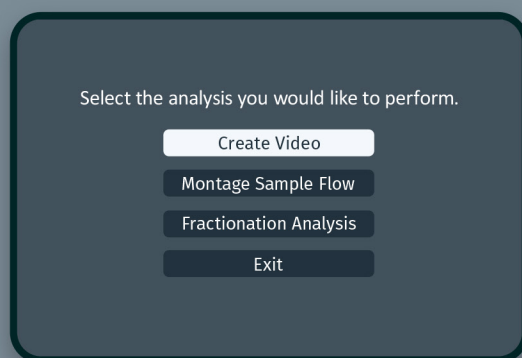 Select the analysis you would like to perform.
Create Video
Montage Sample Flow
Fractionation Analysis
Exit